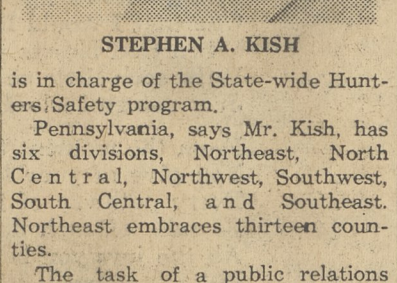 STEPHEN A. KISH
is in charge of the State-wide Hunt-
ers Safety program.
Pennsylvania, says Mr. Kish, has
six divisions, Northeast, North
Central, Northwest, Southwest,
South Central, and Southeast.
Northeast embraces thirteen coun-
ties.
The task of a public relations